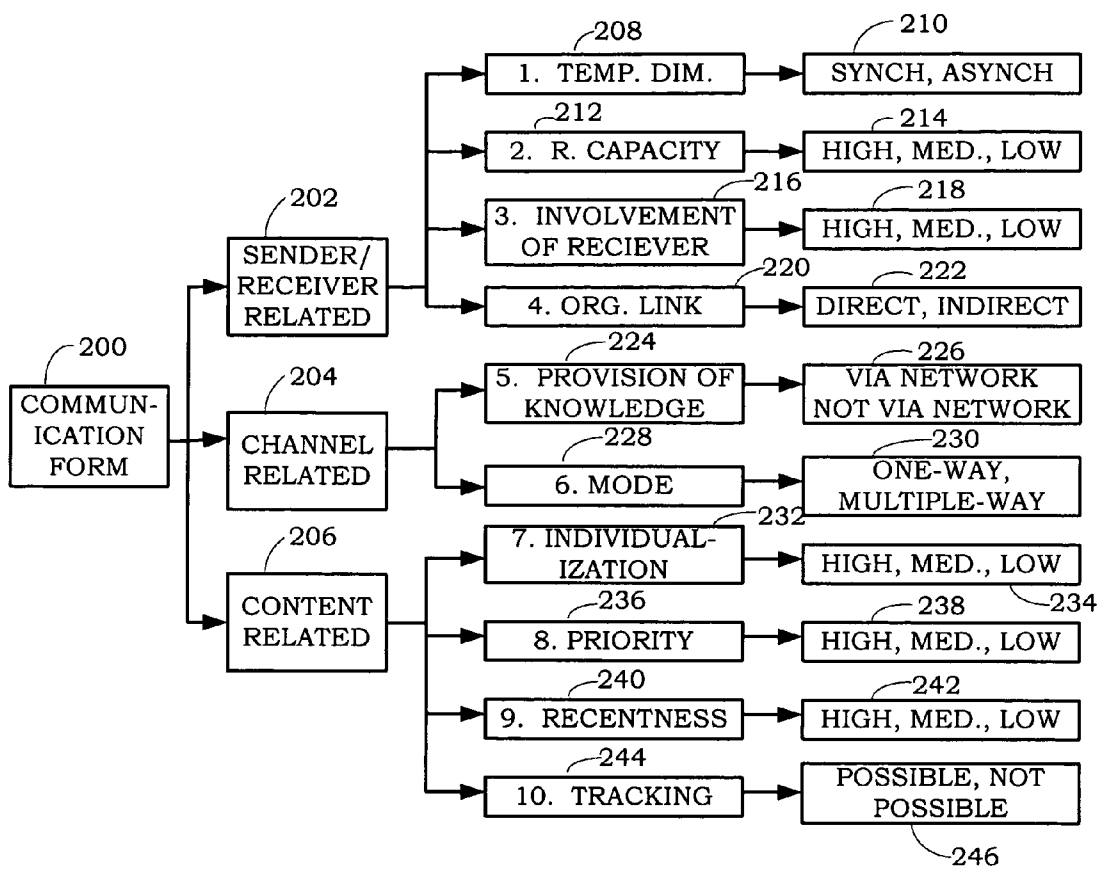 208
1. TEMP. DIM.
210
SYNCH, ASYNCH
212
2. R. CAPACITY
214
HIGH, MED., LOW
202
SENDER/
RECEIVER
RELATED
216
3. INVOLVEMENT
OF RECIEVER
218
HIGH, MED., LOW
220
4. ORG. LINK
222
DIRECT, INDIRECT
200
COMMUN-
ICATION
FORM
204
CHANNEL
RELATED
224
5. PROVISION OF
KNOWLEDGE
226
VIA NETWORK
NOT VIA NETWORK
228
6. MODE
230
ONE-WAY,
MULTIPLE-WAY
206
CONTENT
RELATED
232
7. INDIVIDUAL-
IZATION
HIGH, MED., LOW
234
236
8. PRIORITY
238
HIGH, MED., LOW
240
9. RECENTNESS
242
HIGH, MED., LOW
244
10. TRACKING
POSSIBLE, NOT
POSSIBLE
246